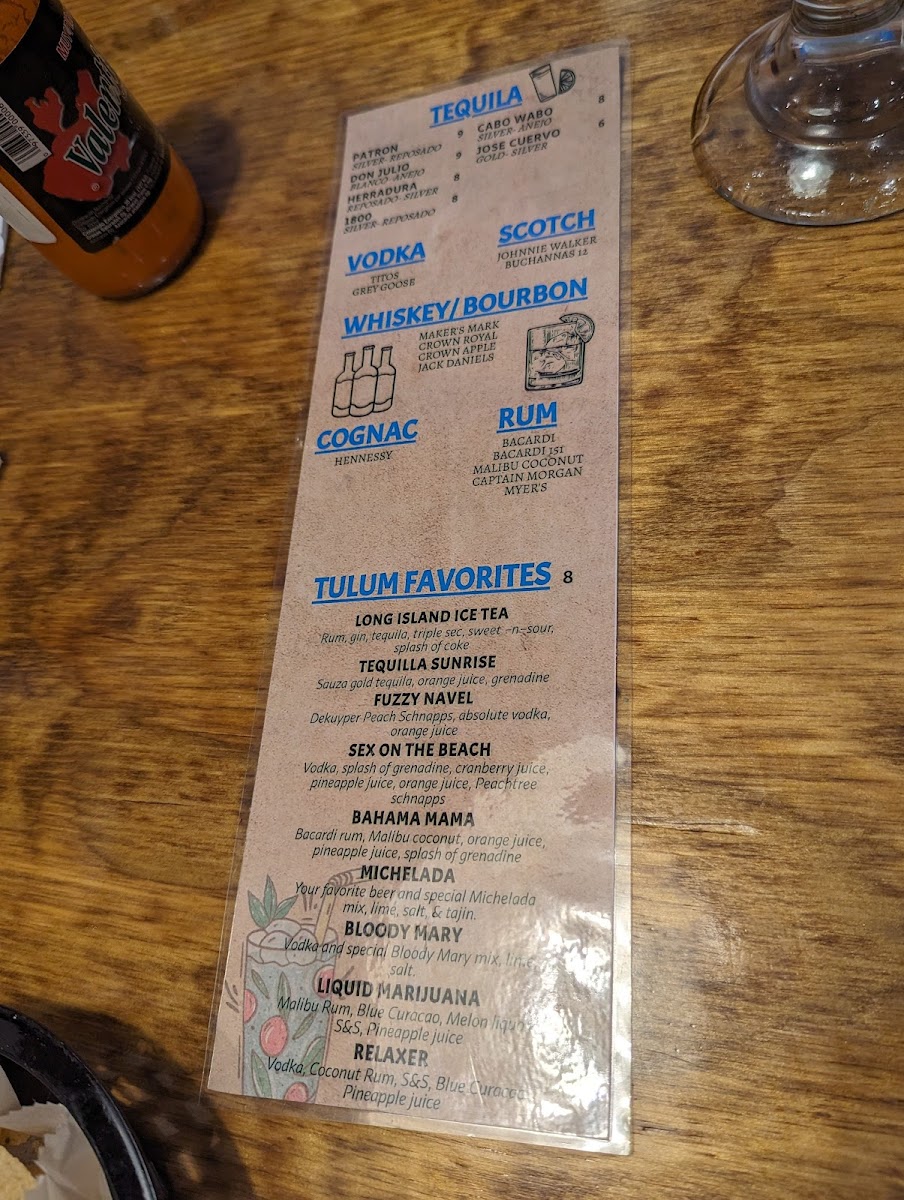 Valen
TEQUILA
PATRON 9
SILVER- REPOSADO
DON JULIO 9
BLANCO -ANEJO
HERRADURA 8
REPOSADO- SILVER
1800 8
SILVER- REPOSADO
CABO WABO 8
SILVER- ANEJO
JOSE CUERVO 6
GOLD- SILVER
VODKA
TITOS
GREY GOOSE
SCOTCH
JOHNNIE WALKER
BUCHANNAS 12
WHISKEY/ BOURBON
MAKER'S MARK
CROWN ROYAL
CROWN APPLE
JACK DANIELS
COGNAC
HENNESSY
RUM
BACARDI
BACARDI 151
MALIBU COCONUT
CAPTAIN MORGAN
MYER'S
TULUM FAVORITES 8
LONG ISLAND ICE TEA
Rum, gin, tequila, triple sec, sweet -n-sour,
splash of coke
TEQUILLA SUNRISE
Sauza gold tequila, orange juice, grenadine
FUZZY NAVEL
Dekuyper Peach Schnapps, absolute vodka,
orange juice
SEX ON THE BEACH
Vodka, splash of grenadine, cranberry juice,
pineapple juice, orange juice, Peachtree
schnapps
BAHAMA MAMA
Bacardi rum, Malibu coconut, orange juice,
pineapple juice, splash of grenadine
MICHELADA
Your favorite beer and special Michelada
mix, lime, salt, & tajin.
BLOODY MARY
Vodka and special Bloody Mary mix, lime,
salt.
LIQUID MARIJUANA
Malibu Rum, Blue Curacao, Melon
S&S, Pineapple juice
RELAXER
Vodka, Coconut Rum, S&S, Blue Curacao,
Pineapple juice